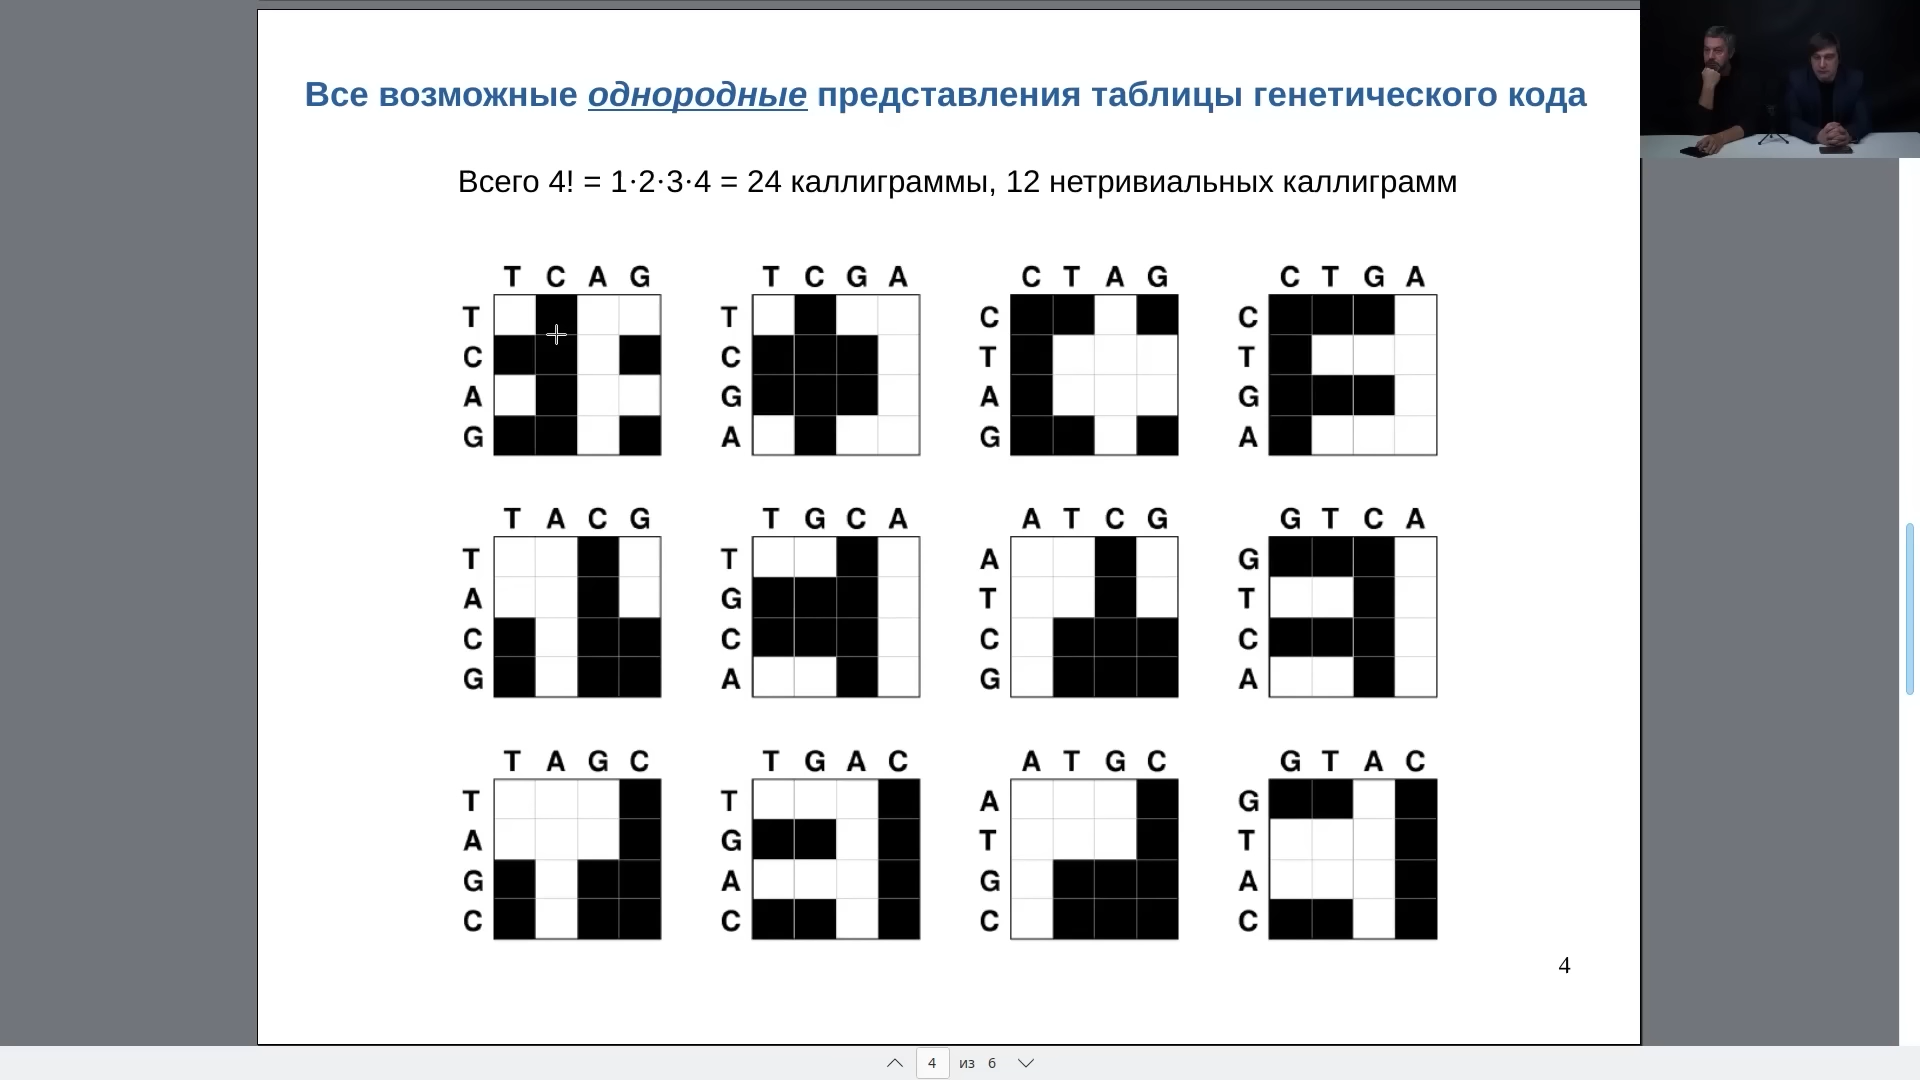 Все возможные однородные представления таблицы генетического кода
Всего 4! = 1·2·3·4 = 24 каллиграммы, 12 нетривиальных каллиграмм
T C A G
T
C
A
G
T C G A
T
C
G
A
C T A G
C
T
A
G
C T G A
C
T
G
A
T A C G
T
A
C
G
T G C A
T
G
C
A
A T C G
A
T
C
G
G T C A
G
T
C
A
T A G C
T
A
G
C
T G A C
T
G
A
C
A T G C
A
T
G
C
G T A C
G
T
A
C
4
4 из 6